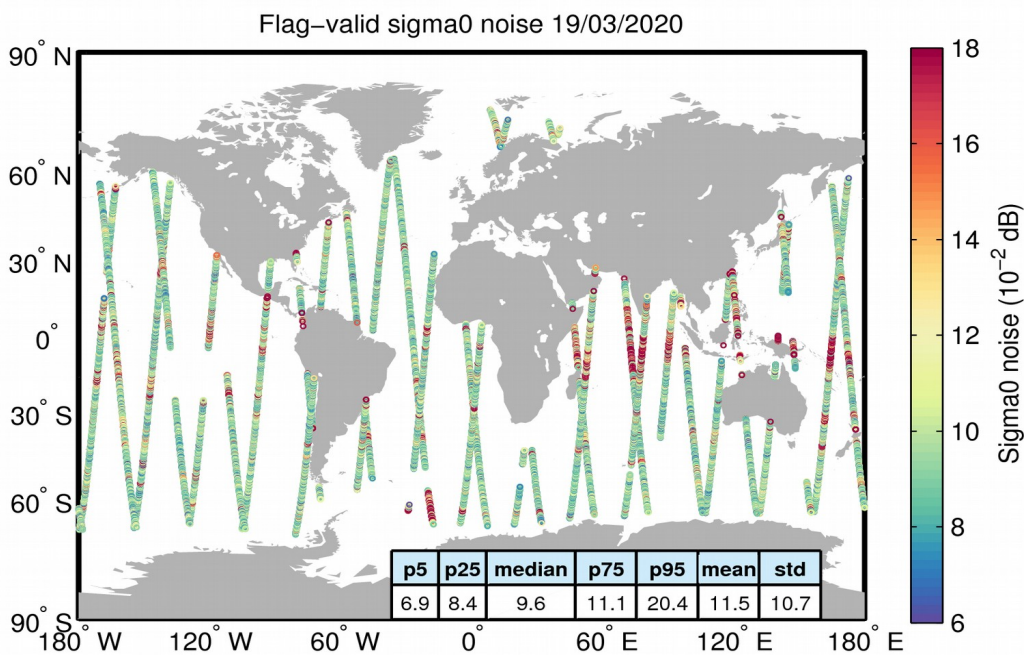 Flag−valid sigma0 noise 19/03/2020
90° N
60° N
30° N
0°
30° S
60° S
90° S
180° W
120° W
60° W
0°
60° E
120° E
180° E
p5 p25 median p75 p95 mean std
6.9 8.4 9.6 11.1 20.4 11.5 10.7
18
16
14
12
10
8
6
Sigma0 noise (10⁻² dB)